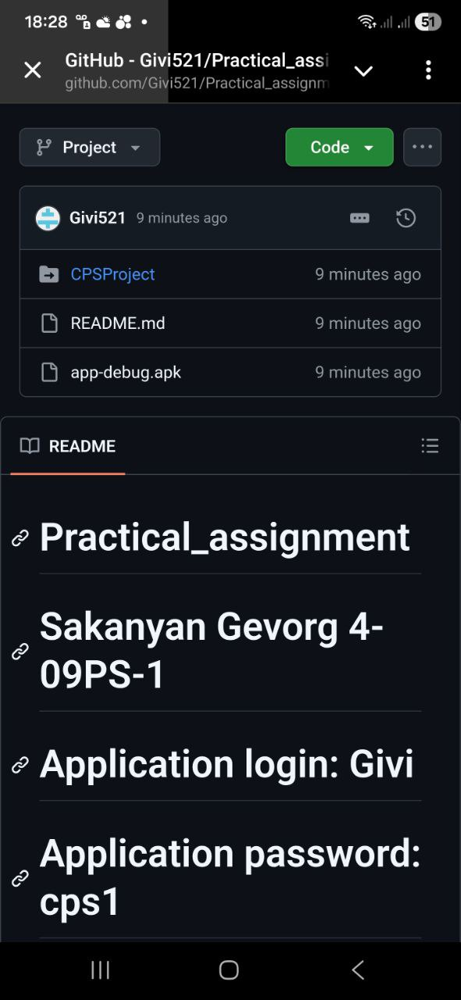 18:28
51
GitHub - Givi521/Practical_assi
github.com/Givi521/Practical_assignm
Project
Code
Givi521 9 minutes ago
CPSProject 9 minutes ago
README.md 9 minutes ago
app-debug.apk 9 minutes ago
README
Practical_assignment
Sakanyan Gevorg 4-
09PS-1
Application login: Givi
Application password:
cps1